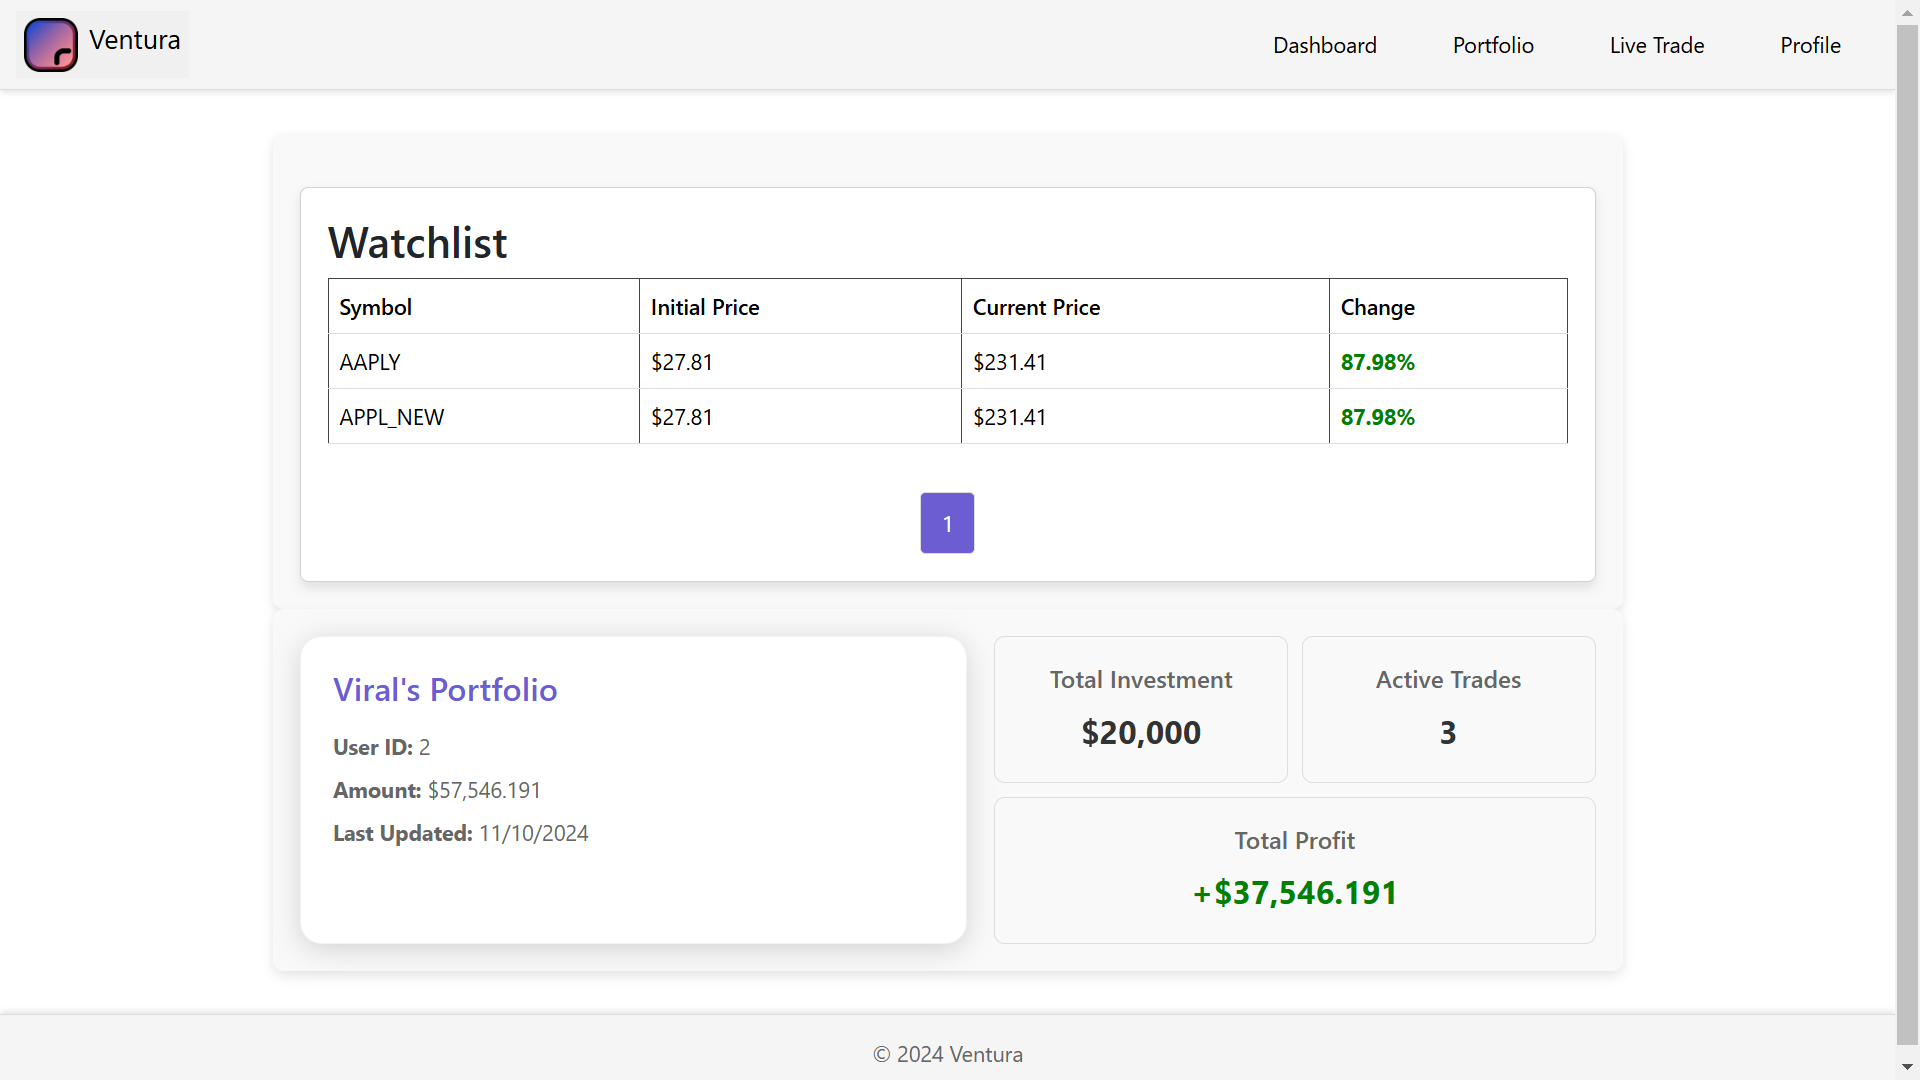 Ventura
Dashboard Portfolio Live Trade Profile
Watchlist
Symbol Initial Price Current Price Change
AAPLY $27.81 $231.41 87.98%
APPL_NEW $27.81 $231.41 87.98%
1
Viral's Portfolio
User ID: 2
Amount: $57,546.191
Last Updated: 11/10/2024
Total Investment
$20,000
Active Trades
3
Total Profit
+$37,546.191
© 2024 Ventura